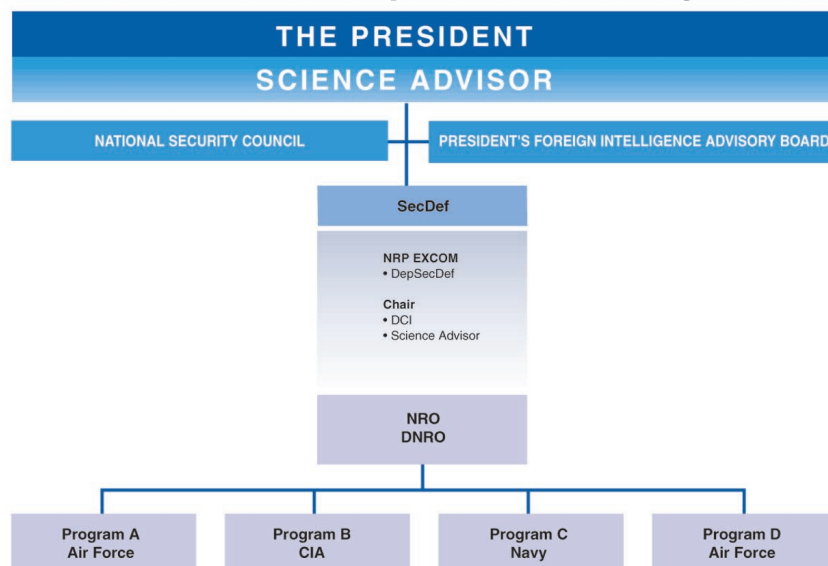 THE PRESIDENT
SCIENCE ADVISOR
NATIONAL SECURITY COUNCIL
PRESIDENT'S FOREIGN INTELLIGENCE ADVISORY BOARD
SecDef
NRP EXCOM
• DepSecDef
Chair
• DCI
• Science Advisor
NRO
DNRO
Program A
Air Force
Program B
CIA
Program C
Navy
Program D
Air Force